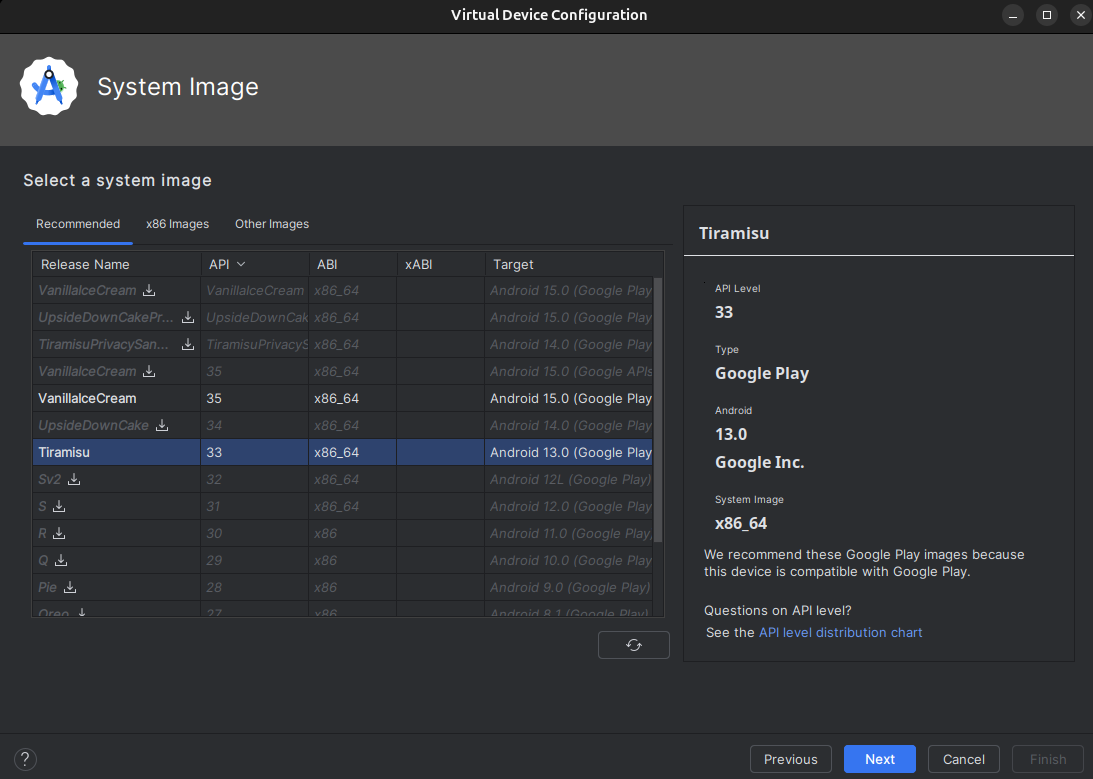 Virtual Device Configuration
System Image
Select a system image
Recommended x86 Images Other Images
Release Name API ABI xABI Target
VanillaIceCream VanillaIceCream x86_64 Android 15.0 (Google Play
UpsideDownCakePr... UpsideDownCak x86_64 Android 15.0 (Google Play
TiramisuPrivacySan... TiramisuPrivacyS x86_64 Android 14.0 (Google Play
VanillaIceCream 35 x86_64 Android 15.0 (Google APIs
VanillaIceCream 35 x86_64 Android 15.0 (Google Play
UpsideDownCake 34 x86_64 Android 14.0 (Google Play
Tiramisu 33 x86_64 Android 13.0 (Google Play
Sv2 32 x86_64 Android 12L (Google Play)
S 31 x86_64 Android 12.0 (Google Play
R 30 x86 Android 11.0 (Google Play
Q 29 x86 Android 10.0 (Google Play
Pie 28 x86 Android 9.0 (Google Play)
Oreo 27 x86 Android 8.1 (Google Play)
Tiramisu
API Level
33
Type
Google Play
Android
13.0
Google Inc.
System Image
x86_64
We recommend these Google Play images because
this device is compatible with Google Play.
Questions on API level?
See the API level distribution chart
? Previous Next Cancel Finish